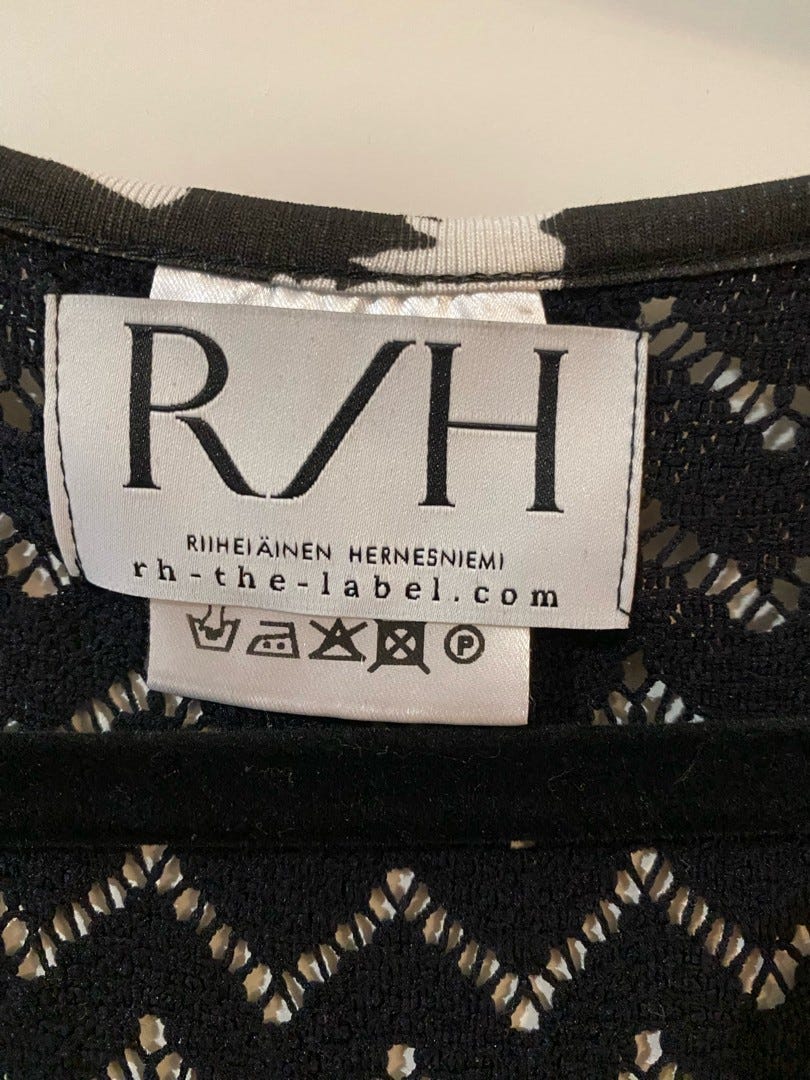 R/H
RIIHELÄINEN HERNESNIEMI
rh-the-label.com
P